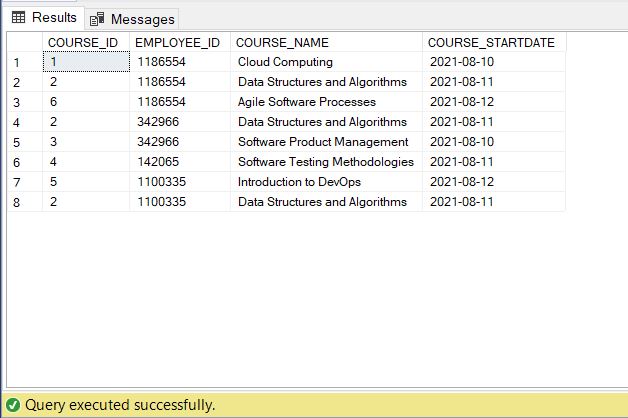 Results Messages
COURSE_ID EMPLOYEE_ID COURSE_NAME COURSE_STARTDATE
1 1 1186554 Cloud Computing 2021-08-10
2 2 1186554 Data Structures and Algorithms 2021-08-11
3 6 1186554 Agile Software Processes 2021-08-12
4 2 342966 Data Structures and Algorithms 2021-08-11
5 3 342966 Software Product Management 2021-08-10
6 4 142065 Software Testing Methodologies 2021-08-11
7 5 1100335 Introduction to DevOps 2021-08-12
8 2 1100335 Data Structures and Algorithms 2021-08-11
Query executed successfully.